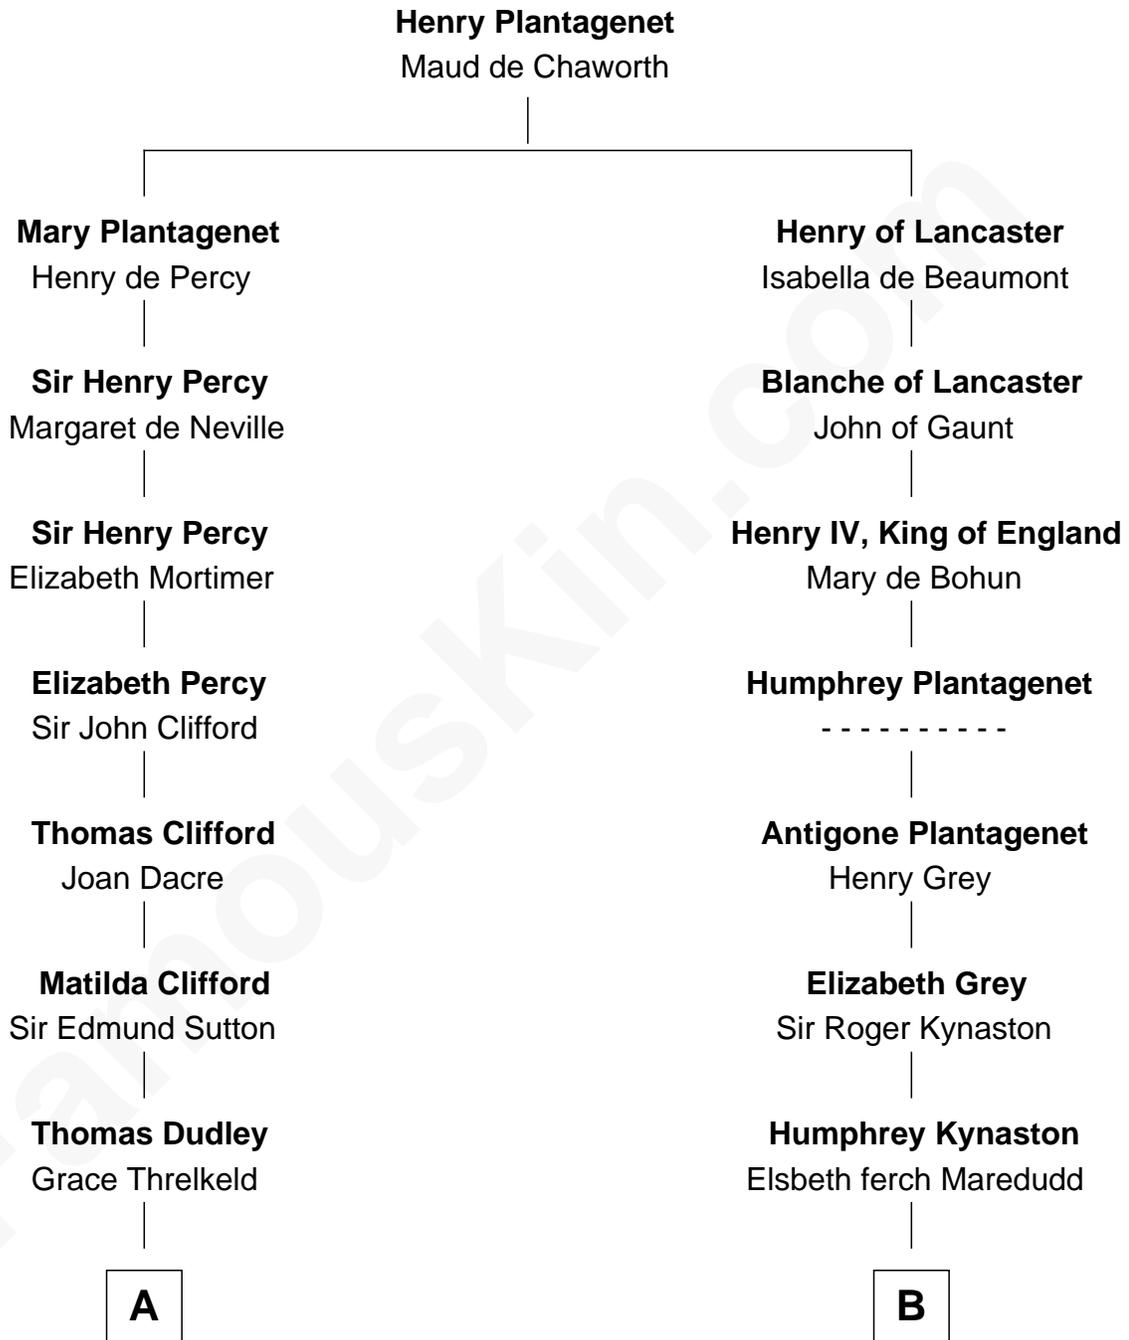 Henry Plantagenet
Maud de Chaworth
Mary Plantagenet
Henry de Percy
Sir Henry Percy
Margaret de Neville
Sir Henry Percy
Elizabeth Mortimer
Elizabeth Percy
Sir John Clifford
Thomas Clifford
Joan Dacre
Matilda Clifford
Sir Edmund Sutton
Thomas Dudley
Grace Threlkeld
A
Henry of Lancaster
Isabella de Beaumont
Blanche of Lancaster
John of Gaunt
Henry IV, King of England
Mary de Bohun
Humphrey Plantagenet
- - - - - - - - - -
Antigone Plantagenet
Henry Grey
Elizabeth Grey
Sir Roger Kynaston
Humphrey Kynaston
Elsbeth ferch Maredudd
B
FamousKin.com